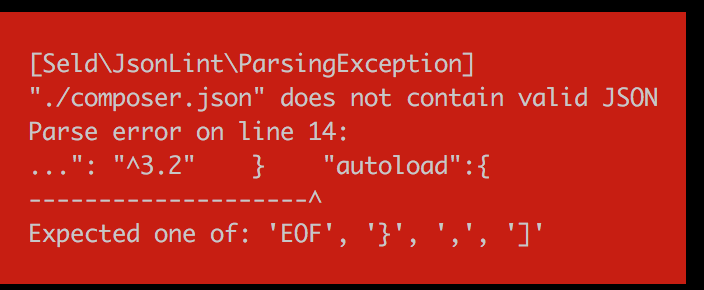 [Seld\JsonLint\ParsingException]
"./composer.json" does not contain valid JSON
Parse error on line 14:
...": "^3.2"    }    "autoload":{
--------------------^
Expected one of: 'EOF', '}', ',', ']'